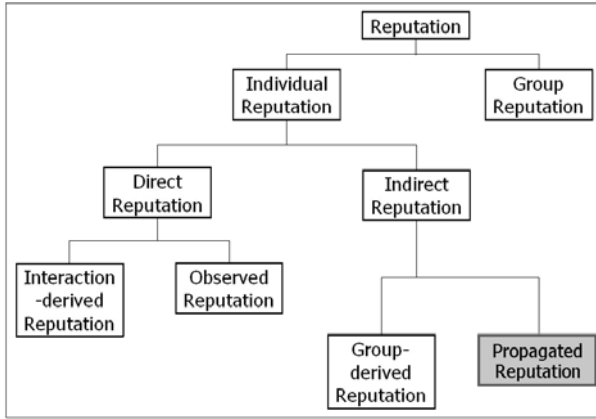 Reputation
Individual
Reputation
Group
Reputation
Direct
Reputation
Indirect
Reputation
Interaction
-derived
Reputation
Observed
Reputation
Group-
derived
Reputation
Propagated
Reputation